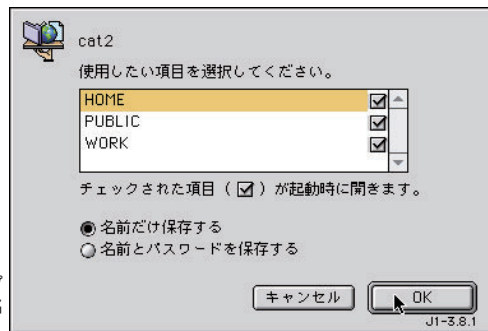 cat2
使用したい項目を選択してください。
HOME
PUBLIC
WORK
チェックされた項目（☑）が起動時に開きます。
名前だけ保存する
名前とパスワードを保存する
キャンセル
OK
J1-3.8.1